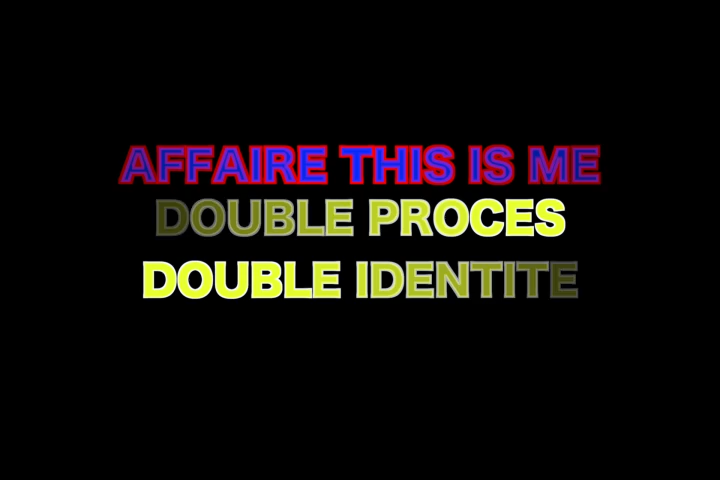 AFFAIRE THIS IS ME
DOUBLE PROCES
DOUBLE IDENTITE